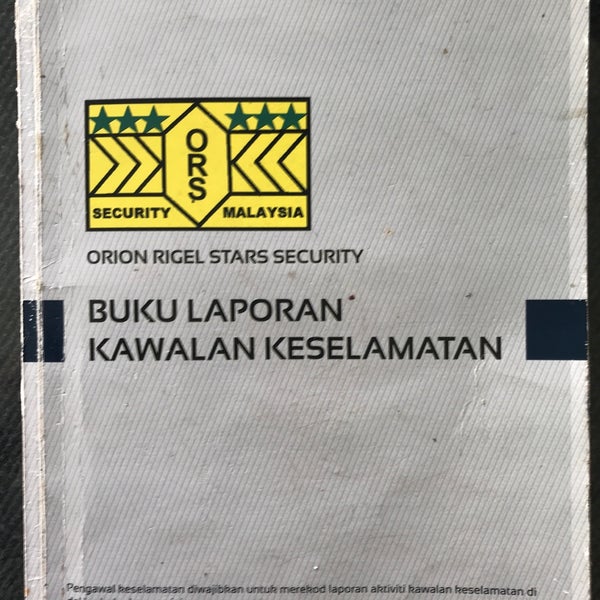 ORS
SECURITY MALAYSIA
ORION RIGEL STARS SECURITY
BUKU LAPORAN
KAWALAN KESELAMATAN
Pengawal keselamatan diwajibkan untuk merekod laporan aktiviti kawalan keselamatan di